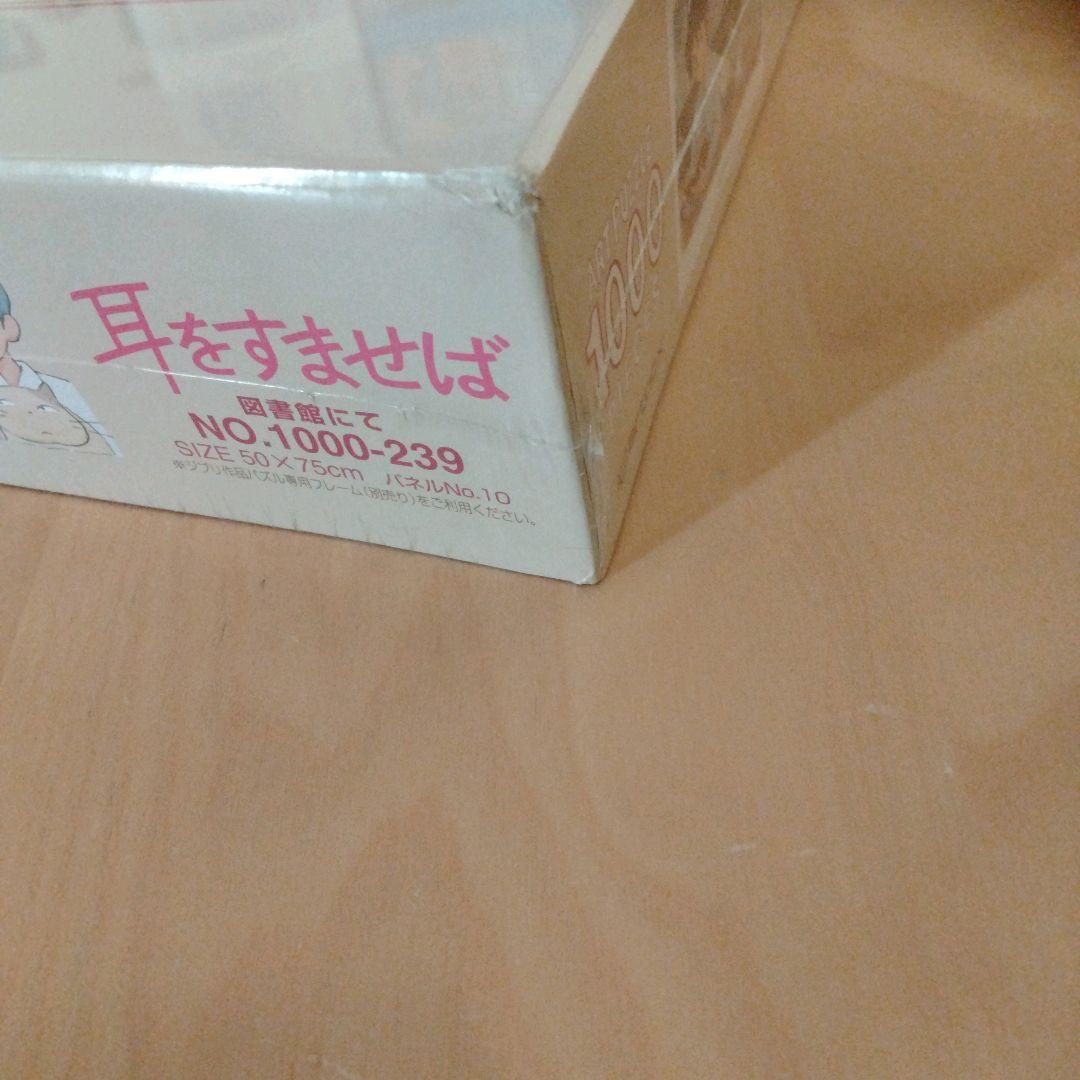 耳をすませば
図書館にて
NO.1000-239
SIZE 50×75cm パネルNo.10
※ジブリ作品パズル専用フレーム(別売り)をご利用ください。
1000